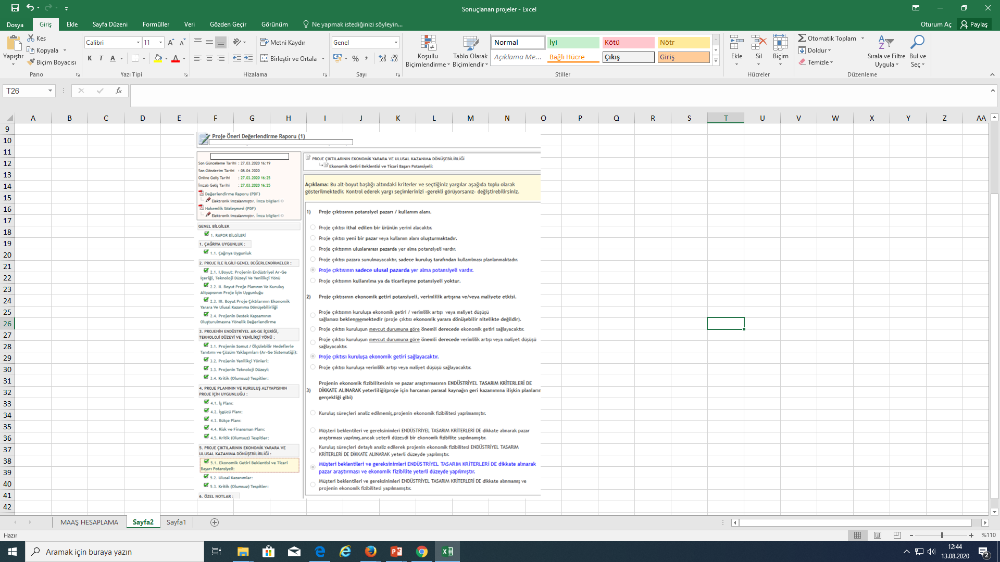 Sonuçlanan projeler - Excel
Dosya Giriş Ekle Sayfa Düzeni Formüller Veri Gözden Geçir Görünüm Ne yapmak istediğinizi söyleyin... Oturum Aç Paylaş
Yapıştır
Kes
Kopyala
Biçim Boyacısı
Pano
Calibri 11
K T A
Yazı Tipi
Metni Kaydır
Birleştir ve Ortala
Hizalama
Genel
%
Sayı
Koşullu Biçimlendirme
Tablo Olarak Biçimlendir
Normal İyi Kötü Nötr
Açıklama Me... Bağlı Hücre Çıkış Giriş
Stiller
Ekle Sil Biçim
Hücreler
Otomatik Toplam
Doldur
Temizle
Sırala ve Filtre Uygula
Bul ve Seç
Düzenleme
T26
fx
A B C D E F G H I J K L M N O P Q R S T U V W X Y Z AA
9
10
11
12
13
14
15
16
17
18
19
20
21
22
23
24
25
26
27
28
29
30
31
32
33
34
35
36
37
38
39
40
41
42
Proje Öneri Değerlendirme Raporu (1)
Son Güncelleme Tarihi : 27.03.2020 16:19
Son Gönderim Tarihi : 08.04.2020
Online Geliş Tarihi : 27.03.2020 16:25
İmzalı Geliş Tarihi : 27.03.2020 16:25
Değerlendirme Raporu (PDF)
Elektronik imzalanmıştır. İmza bilgileri
Hakemlik Sözleşmesi (PDF)
Elektronik imzalanmıştır. İmza bilgileri
GENEL BİLGİLER
1. RAPOR BİLGİLERİ
1. ÇAĞRIYA UYGUNLUK :
1.1. Çağrıya Uygunluk
2. PROJE İLE İLGİLİ GENEL DEĞERLENDİRMELER :
2.1. I.Boyut: Projenin Endüstriyel Ar-Ge
İçeriği, Teknoloji Düzeyi Ve Yenilikçi Yönü
2.2. II. Boyut Proje Planının Ve Kuruluş
Altyapısının Proje İçin Uygunluğu
2.3. III. Boyut Proje Çıktılarının Ekonomik
Yarara Ve Ulusal Kazanıma Dönüşebilirliği
2.4. Projenin Destek Kapsamının
Oluşturulmasına Yönelik Değerlendirme
3. PROJENİN ENDÜSTRİYEL AR-GE İÇERİĞİ,
TEKNOLOJİ DÜZEYİ VE YENİLİKÇİ YÖNÜ :
3.1. Projenin Somut / Ölçülebilir Hedeflerle
Tanıtımı ve Çözüm Yaklaşımları (Ar-Ge Sistematiği):
3.2. Projenin Yenilikçi Yönleri:
3.3. Projenin Teknoloji Düzeyi:
3.4. Kritik (Olumsuz) Tespitler:
4. PROJE PLANININ VE KURULUŞ ALTYAPISININ
PROJE İÇİN UYGUNLUĞU :
4.1. İş Planı:
4.2. İşgücü Planı:
4.3. Bütçe Planı:
4.4. Risk ve Finansman Planı:
4.5. Kritik (Olumsuz) Tespitler:
5. PROJE ÇIKTILARININ EKONOMİK YARARA VE
ULUSAL KAZANIMA DÖNÜŞEBİLİRLİĞİ :
5.1. Ekonomik Getiri Beklentisi ve Ticari
Başarı Potansiyeli:
5.2. Ulusal Kazanımlar:
5.3. Kritik (Olumsuz) Tespitler:
6. ÖZEL NOTLAR :
PROJE ÇIKTILARININ EKONOMİK YARARA VE ULUSAL KAZANIMA DÖNÜŞEBİLİRLİĞİ
Ekonomik Getiri Beklentisi ve Ticari Başarı Potansiyeli:
Açıklama: Bu alt-boyut başlığı altındaki kriterler ve seçtiğiniz yargılar aşağıda toplu olarak
gösterilmektedir. Kontrol ederek yargı seçimlerinizi -gerekli görüyorsanız- değiştirebilirsiniz.
1) Proje çıktısının potansiyel pazarı / kullanım alanı.
Proje çıktısı ithal edilen bir ürünün yerini alacaktır.
Proje çıktısı yeni bir pazar veya kullanım alanı oluşturmaktadır.
Proje çıktısının uluslararası pazarda yer alma potansiyeli vardır.
Proje çıktısı pazara sunulmayacaktır, sadece kuruluş tarafından kullanılması planlanmaktadır.
Proje çıktısının sadece ulusal pazarda yer alma potansiyeli vardır.
Proje çıktısının kullanılma ya da ticarileşme potansiyeli yoktur.
2) Proje çıktısının ekonomik getiri potansiyeli, verimlilik artışına ve/veya maliyete etkisi.
Proje çıktısının kuruluşa ekonomik getiri / verimlilik artışı veya maliyet düşüşü
sağlaması beklenmemektedir (proje çıktısı ekonomik yarara dönüşebilir nitelikte değildir).
Proje çıktısı kuruluşun mevcut durumuna göre önemli derecede ekonomik getiri sağlayacaktır.
Proje çıktısı kuruluşun mevcut durumuna göre önemli derecede verimlilik artışı veya maliyet düşüşü
sağlayacaktır.
Proje çıktısı kuruluşa ekonomik getiri sağlayacaktır.
Proje çıktısı kuruluşa verimlilik artışı veya maliyet düşüşü sağlayacaktır.
Projenin ekonomik fizibilitesinin ve pazar araştırmasının ENDÜSTRİYEL TASARIM KRİTERLERİ DE
3) DİKKATE ALINARAK yeterliliği(proje için harcanan parasal kaynağın geri kazanımına ilişkin planların
gerçekliği gibi)
Kuruluş süreçleri analiz edilmemiş,projenin ekonomik fizibilitesi yapılmamıştır.
Müşteri beklentileri ve gereksinimleri ENDÜSTRİYEL TASARIM KRİTERLERİ DE dikkate alınarak pazar
araştırması yapılmış,ancak yeterli düzeydi bir ekonomik fizibilite yapılmamıştır.
Kuruluş süreçleri detaylı analiz edilerek projenin ekonomik fizibilitesi ENDÜSTRİYEL TASARIM
KRİTERLERİ DE DİKKATE ALINARAK yeterli düzeyde yapılmıştır.
Müşteri beklentileri ve gereksinimleri ENDÜSTRİYEL TASARIM KRİTERLERİ DE dikkate alınarak
pazar araştırması ve ekonomik fizibilite yeterli düzeyde yapılmıştır.
Müşteri beklentileri ve gereksinimleri ENDÜSTRİYEL TASARIM KRİTERLERİ DE dikkate alınmamış ve
projenin ekonomik fizibilitesi yapılmamıştır.
MAAŞ HESAPLAMA Sayfa2 Sayfa1
Hazır
%110
Aramak için buraya yazın
12:44
13.08.2020
2